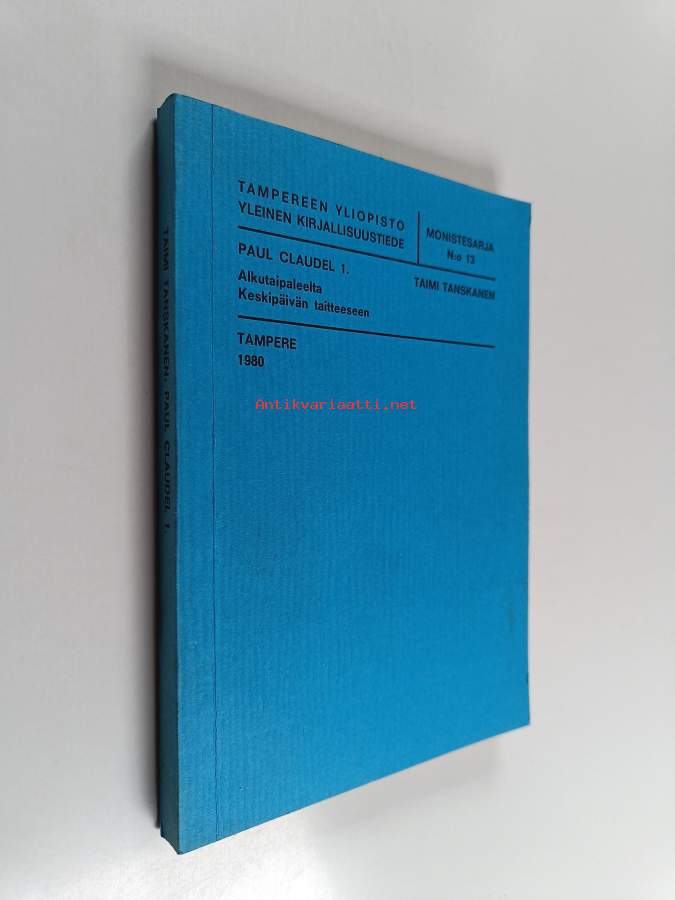 TAMPEREEN YLIOPISTO
YLEINEN KIRJALLISUUSTIEDE
MONISTESARJA
N:o 13
PAUL CLAUDEL 1.
TAIMI TANSKANEN
Alkutaipaleelta
Keskipäivän taitteeseen
TAMPERE
1980
Antikvariaatti.net
TAIMI TANSKANEN. PAUL CLAUDEL 1.